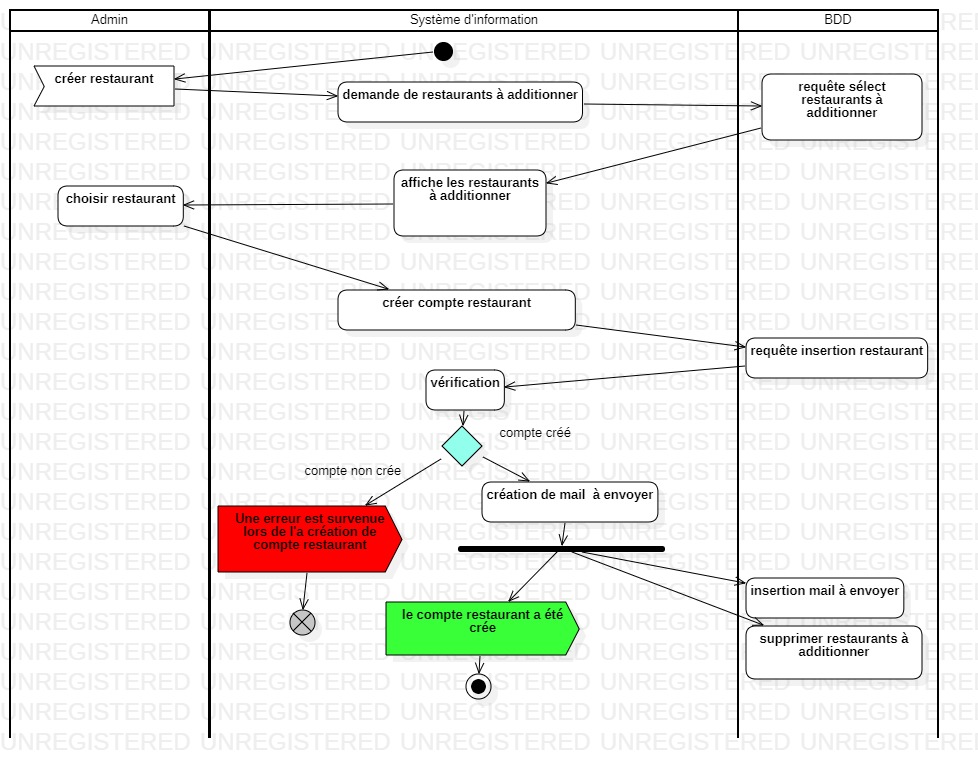 Admin
Système d'information
BDD
créer restaurant
demande de restaurants à additionner
requête sélect
restaurants à
additionner
affiche les restaurants
à additionner
choisir restaurant
créer compte restaurant
requête insertion restaurant
vérification
compte créé
compte non crée
création de mail à envoyer
Une erreur est survenue
lors de l'a création de
compte restaurant
insertion mail à envoyer
le compte restaurant a été
crée
supprimer restaurants à
additionner
UNREGISTERED